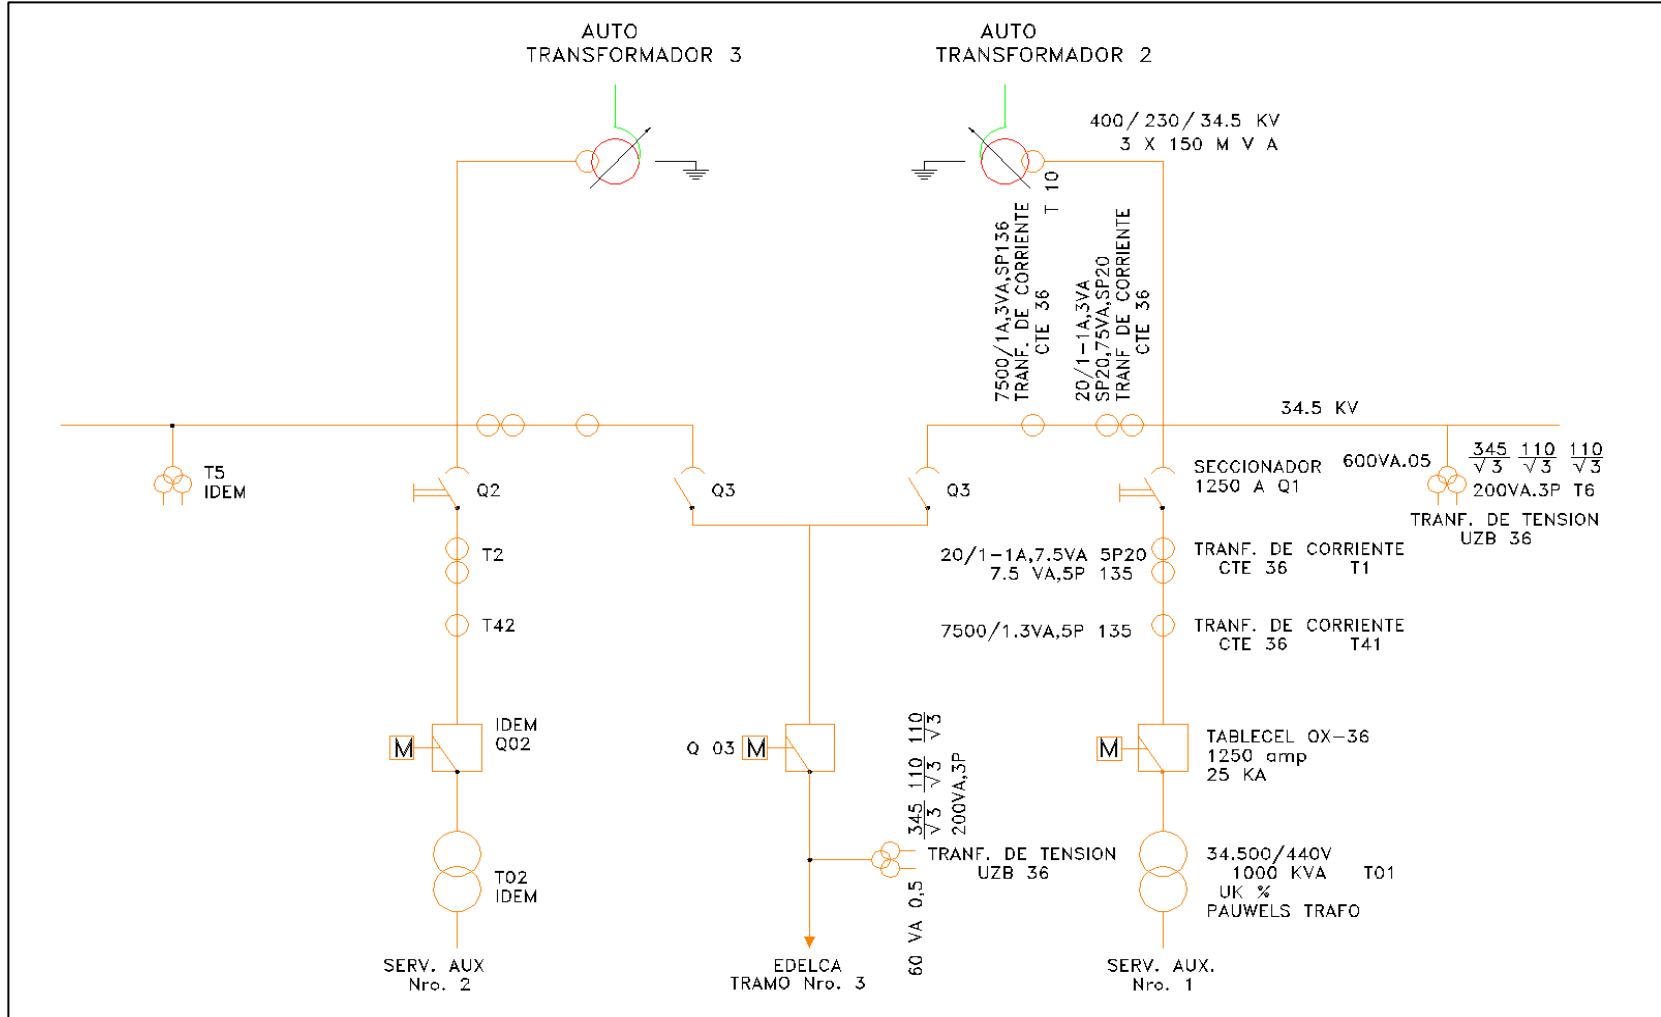 AUTO
TRANSFORMADOR 3
AUTO
TRANSFORMADOR 2
400/230/34.5 KV
3 X 150 M V A
T 10
7500/1A,3VA,SP136
TRANF. DE CORRIENTE
CTE 36
20/1-1A,3VA
SP20,75VA,SP20
TRANF DE CORRIENTE
CTE 36
34.5 KV
T5
IDEM
Q2
Q3
Q3
SECCIONADOR
1250 A Q1
600VA.05
345 110 110
√3 √3 √3
200VA.3P T6
TRANF. DE TENSION
UZB 36
T2
20/1-1A,7.5VA 5P20
7.5 VA,5P 135
TRANF. DE CORRIENTE
CTE 36 T1
T42
7500/1.3VA,5P 135
TRANF. DE CORRIENTE
CTE 36 T41
M
IDEM
Q02
Q 03
M
345 110 110
√3 √3 √3
200VA,3P
M
TABLECEL OX-36
1250 amp
25 KA
T02
IDEM
TRANF. DE TENSION
UZB 36
60 VA 0,5
34.500/440V
1000 KVA T01
UK %
PAUWELS TRAFO
SERV. AUX
Nro. 2
EDELCA
TRAMO Nro. 3
SERV. AUX.
Nro. 1